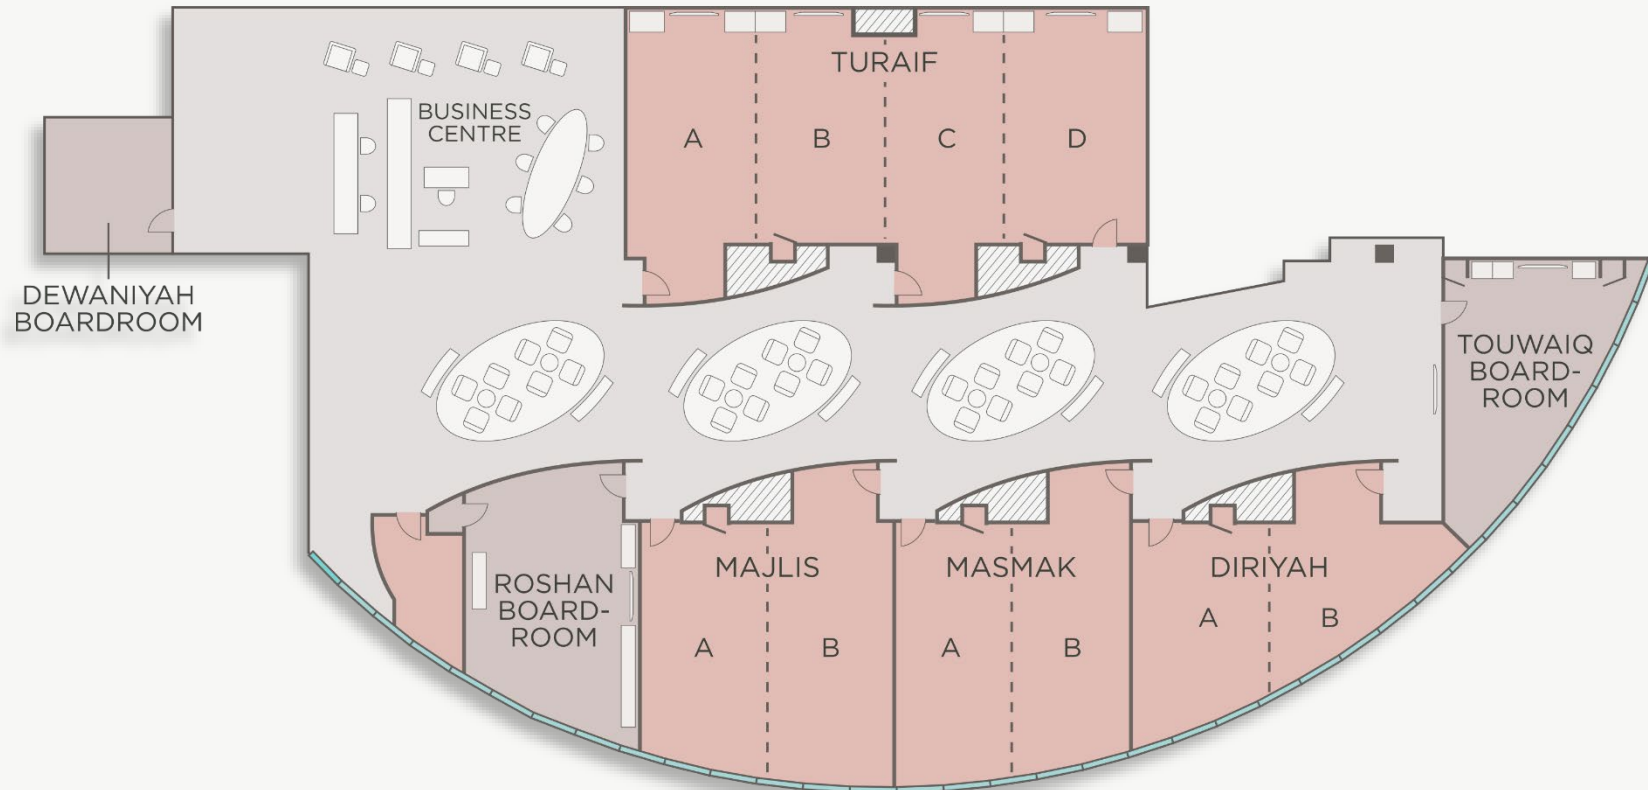 TURAIF
BUSINESS
CENTRE
A B C D
DEWANIYAH
BOARDROOM
TOUWAIQ
BOARD-
ROOM
ROSHAN
BOARD-
ROOM
MAJLIS
A B
MASMAK
A B
DIRIYAH
A B